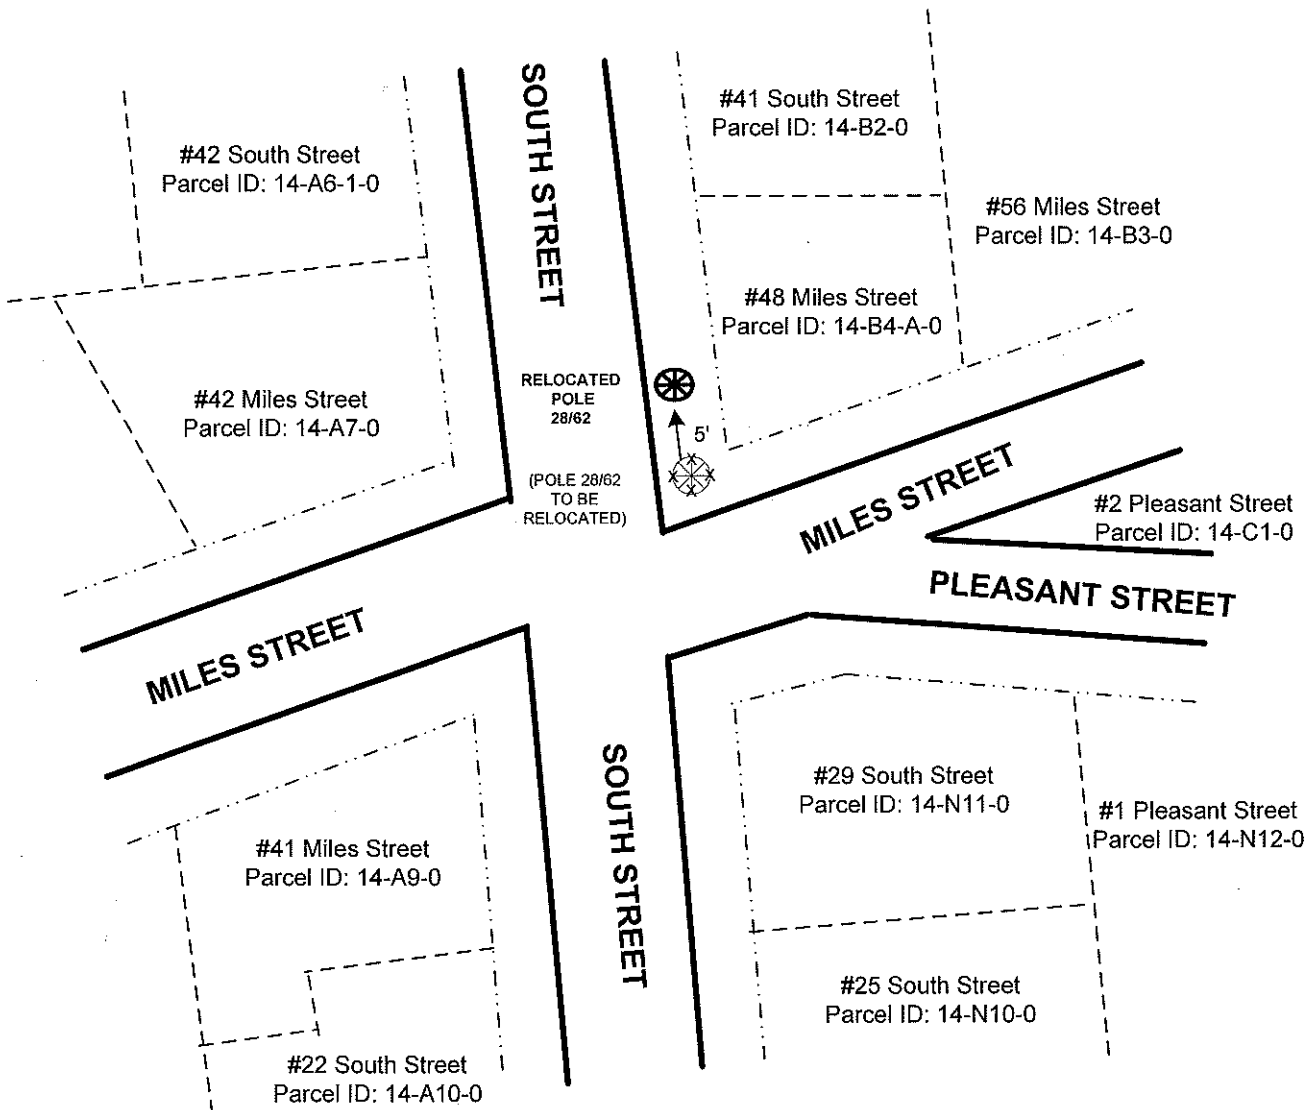 SOUTH STREET
#41 South Street
Parcel ID: 14-B2-0
#42 South Street
Parcel ID: 14-A6-1-0
#56 Miles Street
Parcel ID: 14-B3-0
#48 Miles Street
Parcel ID: 14-B4-A-0
RELOCATED
POLE
28/62
#42 Miles Street
Parcel ID: 14-A7-0
5'
(POLE 28/62
TO BE
RELOCATED)
MILES STREET
#2 Pleasant Street
Parcel ID: 14-C1-0
PLEASANT STREET
MILES STREET
SOUTH STREET
#29 South Street
Parcel ID: 14-N11-0
#1 Pleasant Street
Parcel ID: 14-N12-0
#41 Miles Street
Parcel ID: 14-A9-0
#25 South Street
Parcel ID: 14-N10-0
#22 South Street
Parcel ID: 14-A10-0